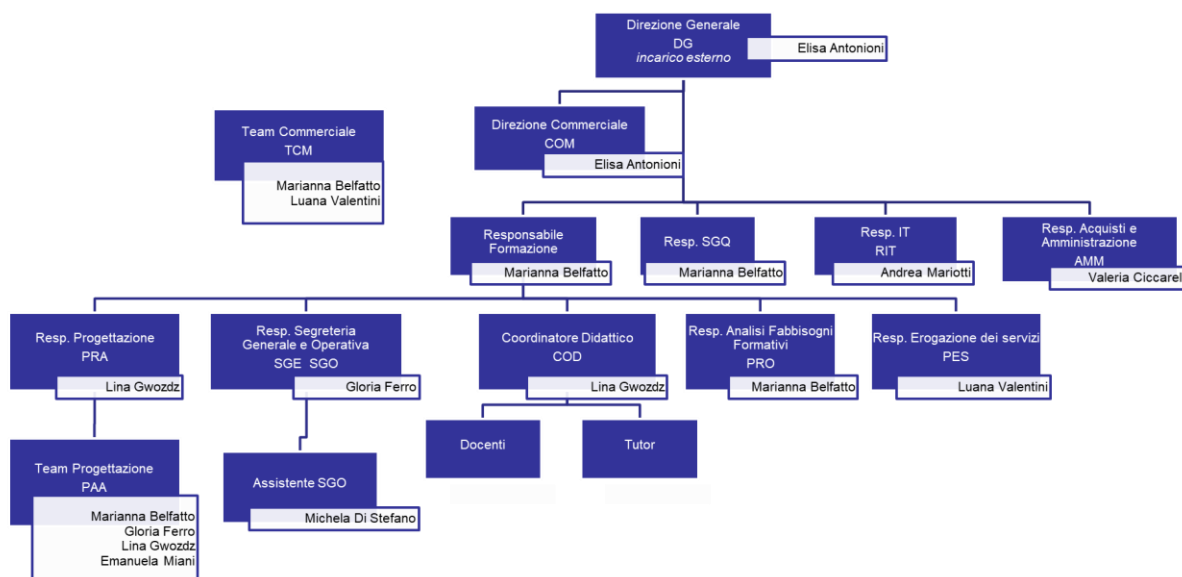 Direzione Generale
DG
incarico esterno
Elisa Antonioni
Direzione Commerciale
COM
Elisa Antonioni
Team Commerciale
TCM
Marianna Belfatto
Luana Valentini
Responsabile
Formazione
Marianna Belfatto
Resp. SGQ
Marianna Belfatto
Resp. IT
RIT
Andrea Mariotti
Resp. Acquisti e
Amministrazione
AMM
Valeria Ciccarel
Resp. Progettazione
PRA
Lina Gwozdz
Resp. Segreteria
Generale e Operativa
SGE SGO
Gloria Ferro
Coordinatore Didattico
COD
Lina Gwozdz
Resp. Analisi Fabbisogni
Formativi
PRO
Marianna Belfatto
Resp. Erogazione dei servizi
PES
Luana Valentini
Team Progettazione
PAA
Marianna Belfatto
Gloria Ferro
Lina Gwozdz
Emanuela Miani
Assistente SGO
Michela Di Stefano
Docenti
Tutor